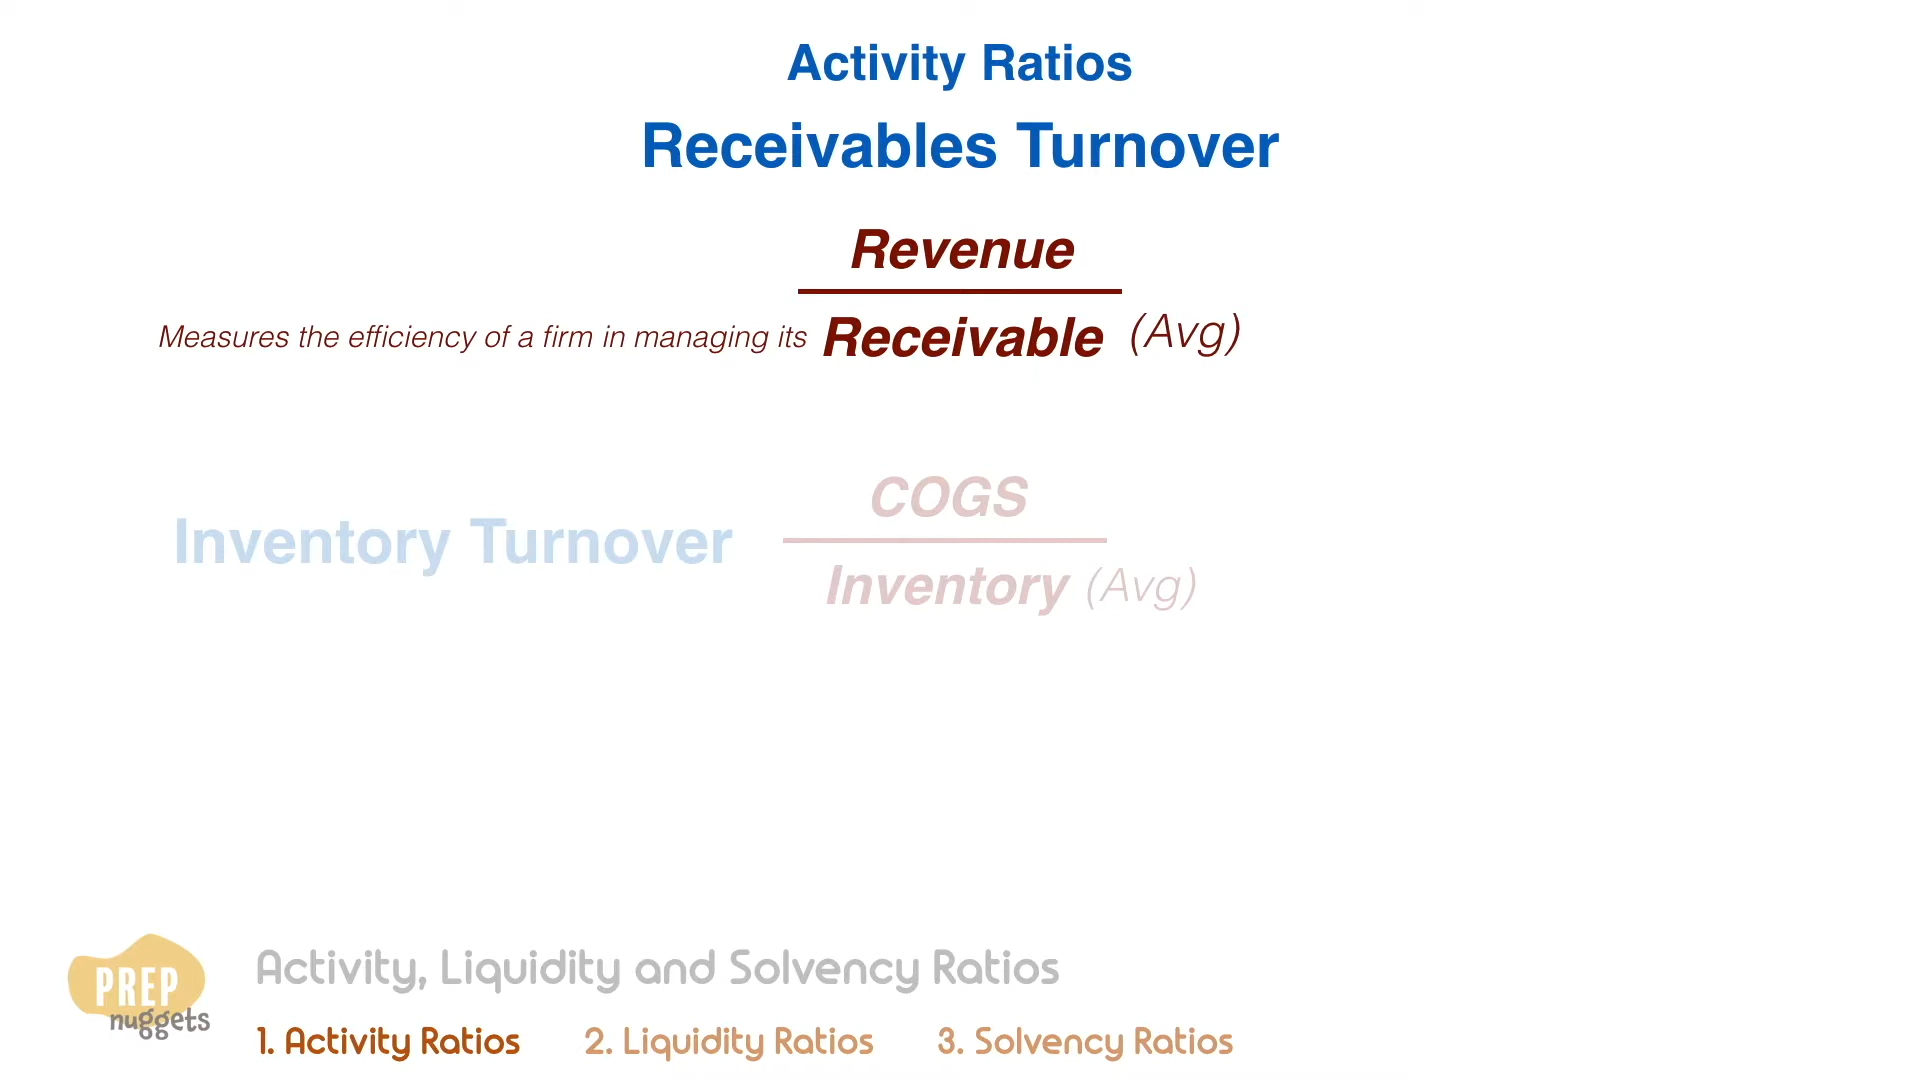 Activity Ratios
Receivables Turnover
Revenue
Measures the efficiency of a firm in managing its Receivable (Avg)
COGS
Inventory Turnover
Inventory (Avg)
PREP
nuggets
Activity, Liquidity and Solvency Ratios
1. Activity Ratios 2. Liquidity Ratios 3. Solvency Ratios